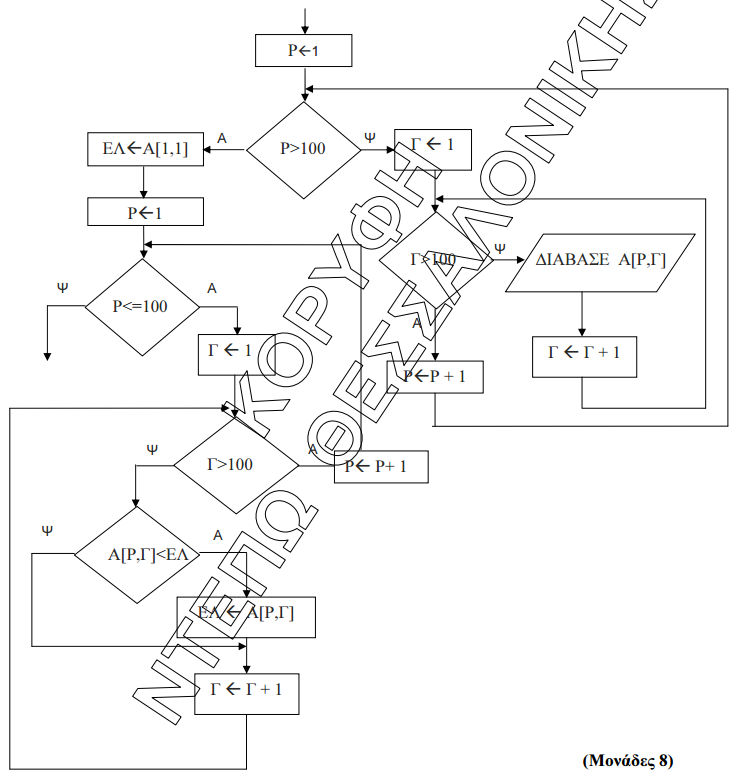 Ρ←1
Ρ>100
Α
Ψ
ΕΛ←Α[1,1]
Γ ← 1
Ρ←1
Γ>100
Ψ
ΔΙΑΒΑΣΕ Α[Ρ,Γ]
Α
Ρ<=100
Ψ
Α
Γ ← 1
Γ ← Γ + 1
Ρ←Ρ + 1
Γ>100
Ψ
Α
Ρ← Ρ+ 1
Α[Ρ,Γ]<ΕΛ
Ψ
Α
ΕΛ ← Α[Ρ,Γ]
Γ ← Γ + 1
(Μονάδες 8)
ΚΟΡΥΦΗ
ΝΤΕΠΩ ΘΕΣΣΑΛΟΝΙΚΗ